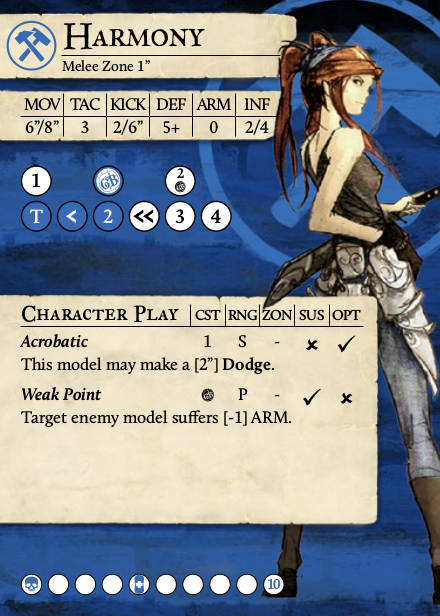 Harmony
Melee Zone 1"
MOV TAC KICK DEF ARM INF
6"/8" 3 2/6" 5+ 0 2/4
1 GB 2
T < 2 << 3 4
Character Play CST RNG ZON SUS OPT
Acrobatic 1 S - ✘ ✓
This model may make a [2"] Dodge.
Weak Point GB P - ✓ ✘
Target enemy model suffers [-1] ARM.
10